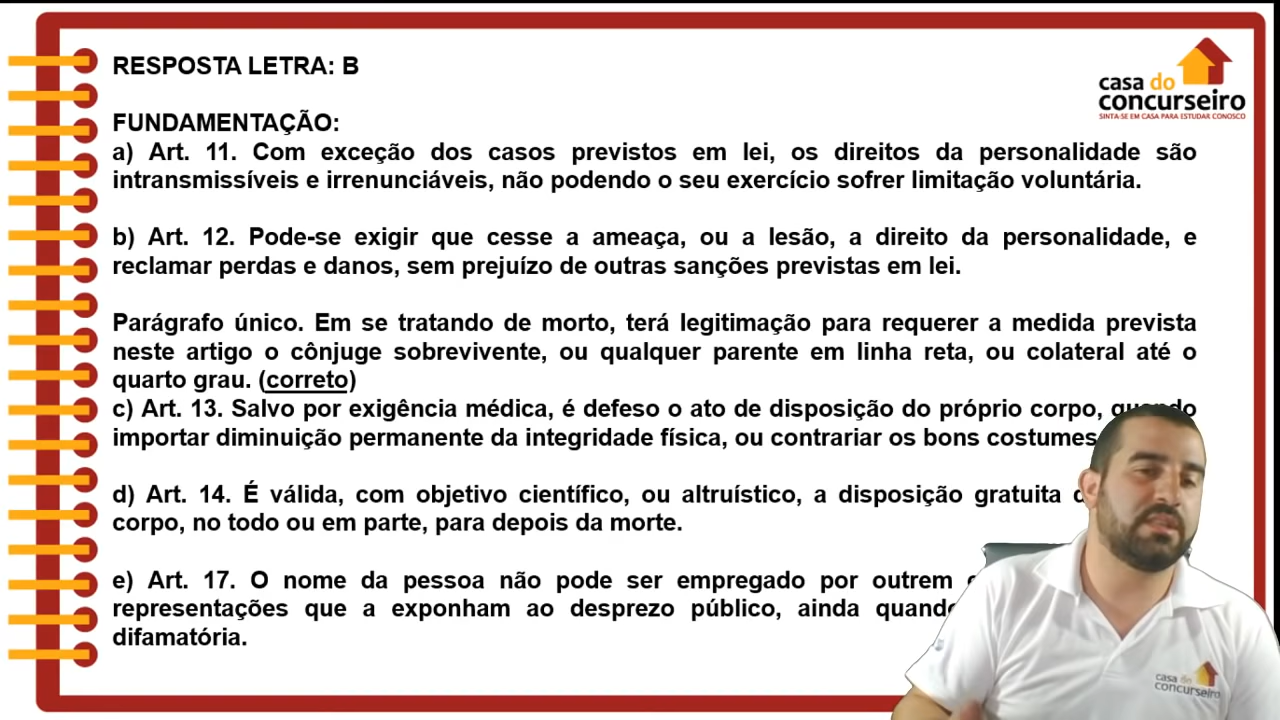 RESPOSTA LETRA: B
casa do
concurseiro
SINTA-SE EM CASA PARA ESTUDAR CONOSCO
FUNDAMENTAÇÃO:
a) Art. 11. Com exceção dos casos previstos em lei, os direitos da personalidade são
intransmissíveis e irrenunciáveis, não podendo o seu exercício sofrer limitação voluntária.
b) Art. 12. Pode-se exigir que cesse a ameaça, ou a lesão, a direito da personalidade, e
reclamar perdas e danos, sem prejuízo de outras sanções previstas em lei.
Parágrafo único. Em se tratando de morto, terá legitimação para requerer a medida prevista
neste artigo o cônjuge sobrevivente, ou qualquer parente em linha reta, ou colateral até o
quarto grau. (correto)
c) Art. 13. Salvo por exigência médica, é defeso o ato de disposição do próprio corpo, quando
importar diminuição permanente da integridade física, ou contrariar os bons costumes
d) Art. 14. É válida, com objetivo científico, ou altruístico, a disposição gratuita
corpo, no todo ou em parte, para depois da morte.
e) Art. 17. O nome da pessoa não pode ser empregado por outrem
representações que a exponham ao desprezo público, ainda quando
difamatória.
casa do
concurseiro